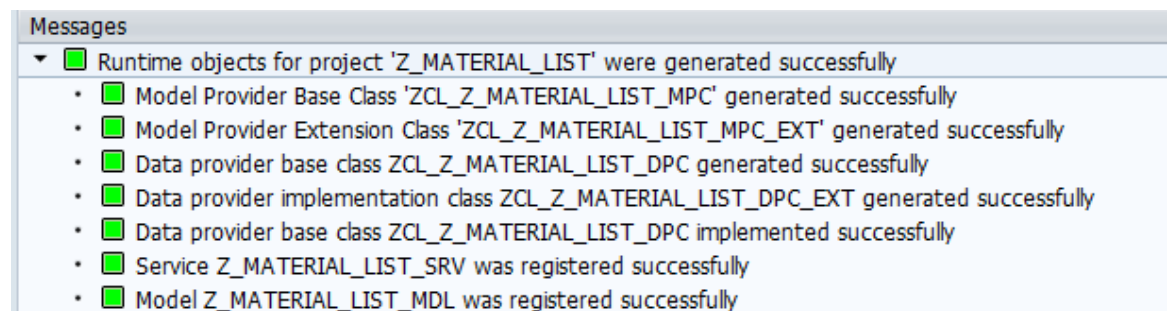 Messages
Runtime objects for project 'Z_MATERIAL_LIST' were generated successfully
Model Provider Base Class 'ZCL_Z_MATERIAL_LIST_MPC' generated successfully
Model Provider Extension Class 'ZCL_Z_MATERIAL_LIST_MPC_EXT' generated successfully
Data provider base class ZCL_Z_MATERIAL_LIST_DPC generated successfully
Data provider implementation class ZCL_Z_MATERIAL_LIST_DPC_EXT generated successfully
Data provider base class ZCL_Z_MATERIAL_LIST_DPC implemented successfully
Service Z_MATERIAL_LIST_SRV was registered successfully
Model Z_MATERIAL_LIST_MDL was registered successfully